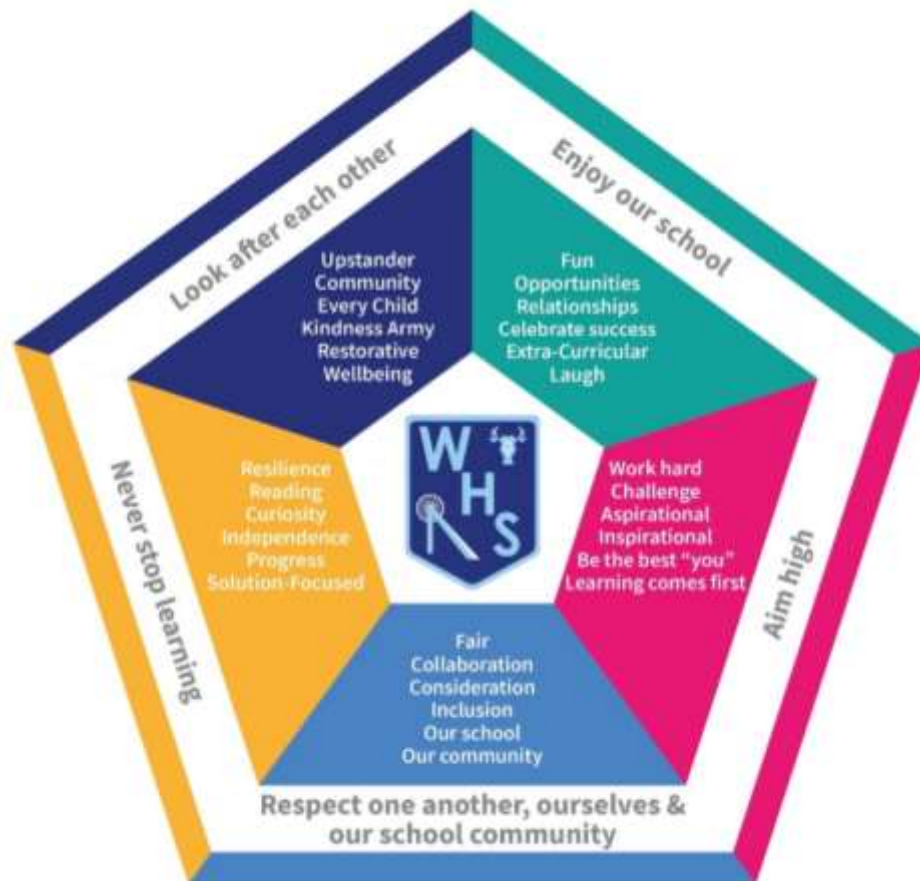 Look after each other
Enjoy our school
Upstander
Community
Every Child
Kindness Army
Restorative
Wellbeing
Fun
Opportunities
Relationships
Celebrate success
Extra-Curricular
Laugh
Never stop learning
Resilience
Reading
Curiosity
Independence
Progress
Solution-Focused
W
H
S
Work hard
Challenge
Aspirational
Inspirational
Be the best “you”
Learning comes first
Aim high
Fair
Collaboration
Consideration
Inclusion
Our school
Our community
Respect one another, ourselves &
our school community